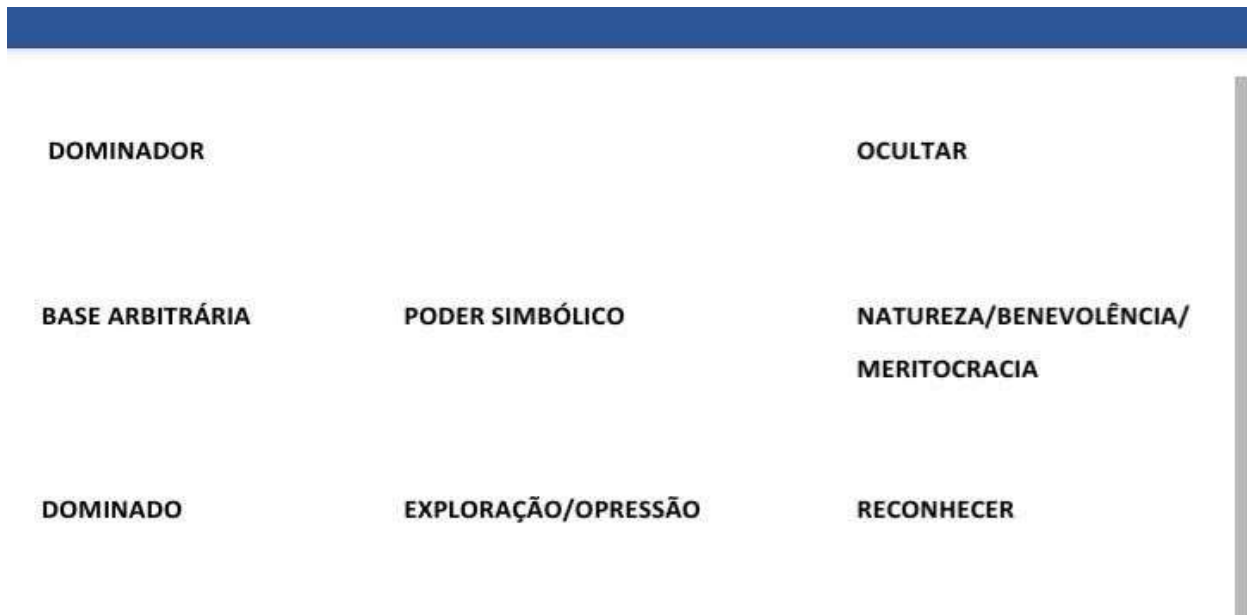 DOMINADOR OCULTAR
BASE ARBITRÁRIA PODER SIMBÓLICO NATUREZA/BENEVOLÊNCIA/
MERITOCRACIA
DOMINADO EXPLORAÇÃO/OPRESSÃO RECONHECER